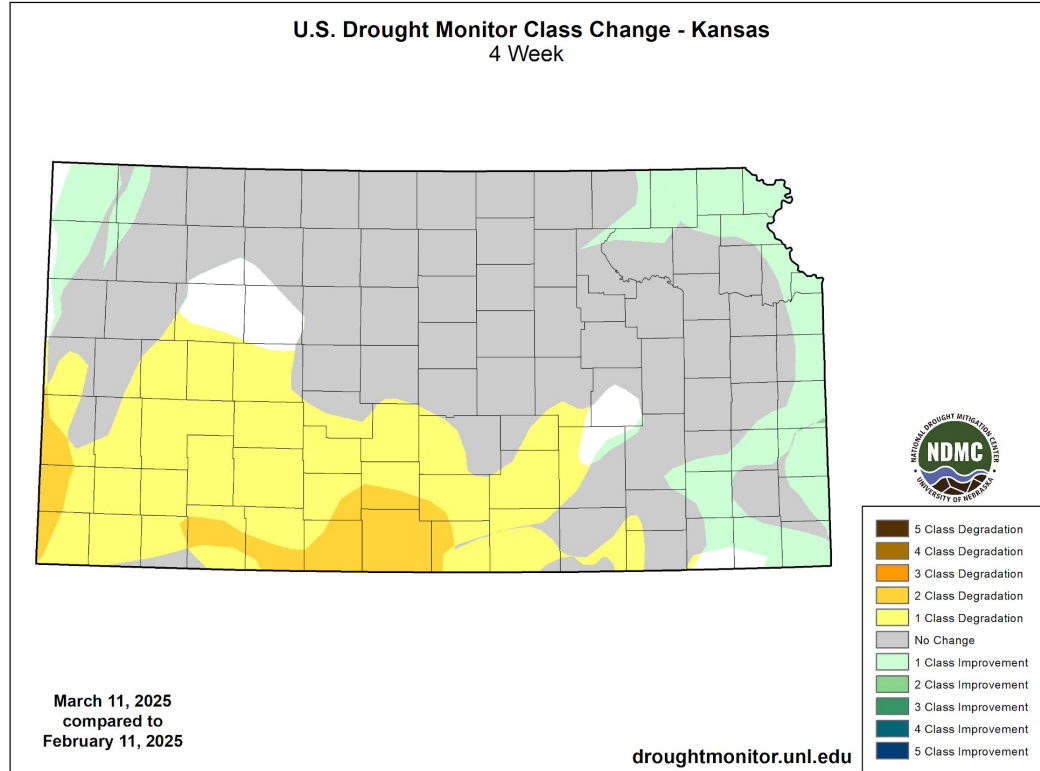 U.S. Drought Monitor Class Change - Kansas
4 Week
NATIONAL DROUGHT MITIGATION CENTER
NDMC
UNIVERSITY OF NEBRASKA
5 Class Degradation
4 Class Degradation
3 Class Degradation
2 Class Degradation
1 Class Degradation
No Change
1 Class Improvement
2 Class Improvement
3 Class Improvement
4 Class Improvement
5 Class Improvement
March 11, 2025
compared to
February 11, 2025
droughtmonitor.unl.edu